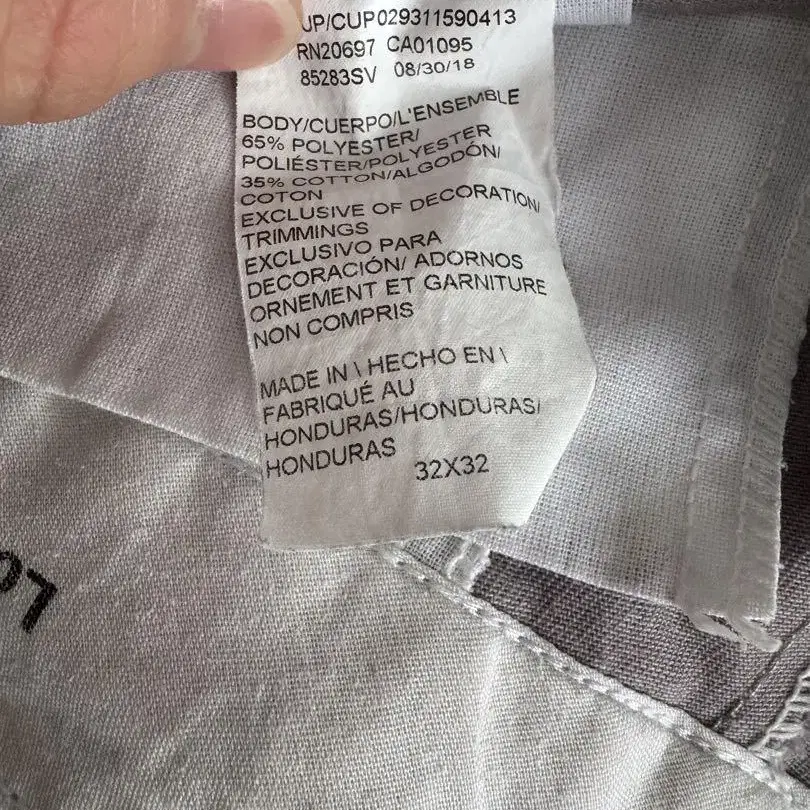 UP/CUP029311590413
RN20697 CA01095
85283SV 08/30/18
BODY/CUERPO/L'ENSEMBLE
65% POLYESTER/
POLIÉSTER/POLYESTER
35% COTTON/ALGODÓN/
COTON
EXCLUSIVE OF DECORATION/
TRIMMINGS
EXCLUSIVO PARA
DECORACIÓN/ ADORNOS
ORNEMENT ET GARNITURE
NON COMPRIS
MADE IN \ HECHO EN \
FABRIQUÉ AU
HONDURAS/HONDURAS/
HONDURAS
32X32